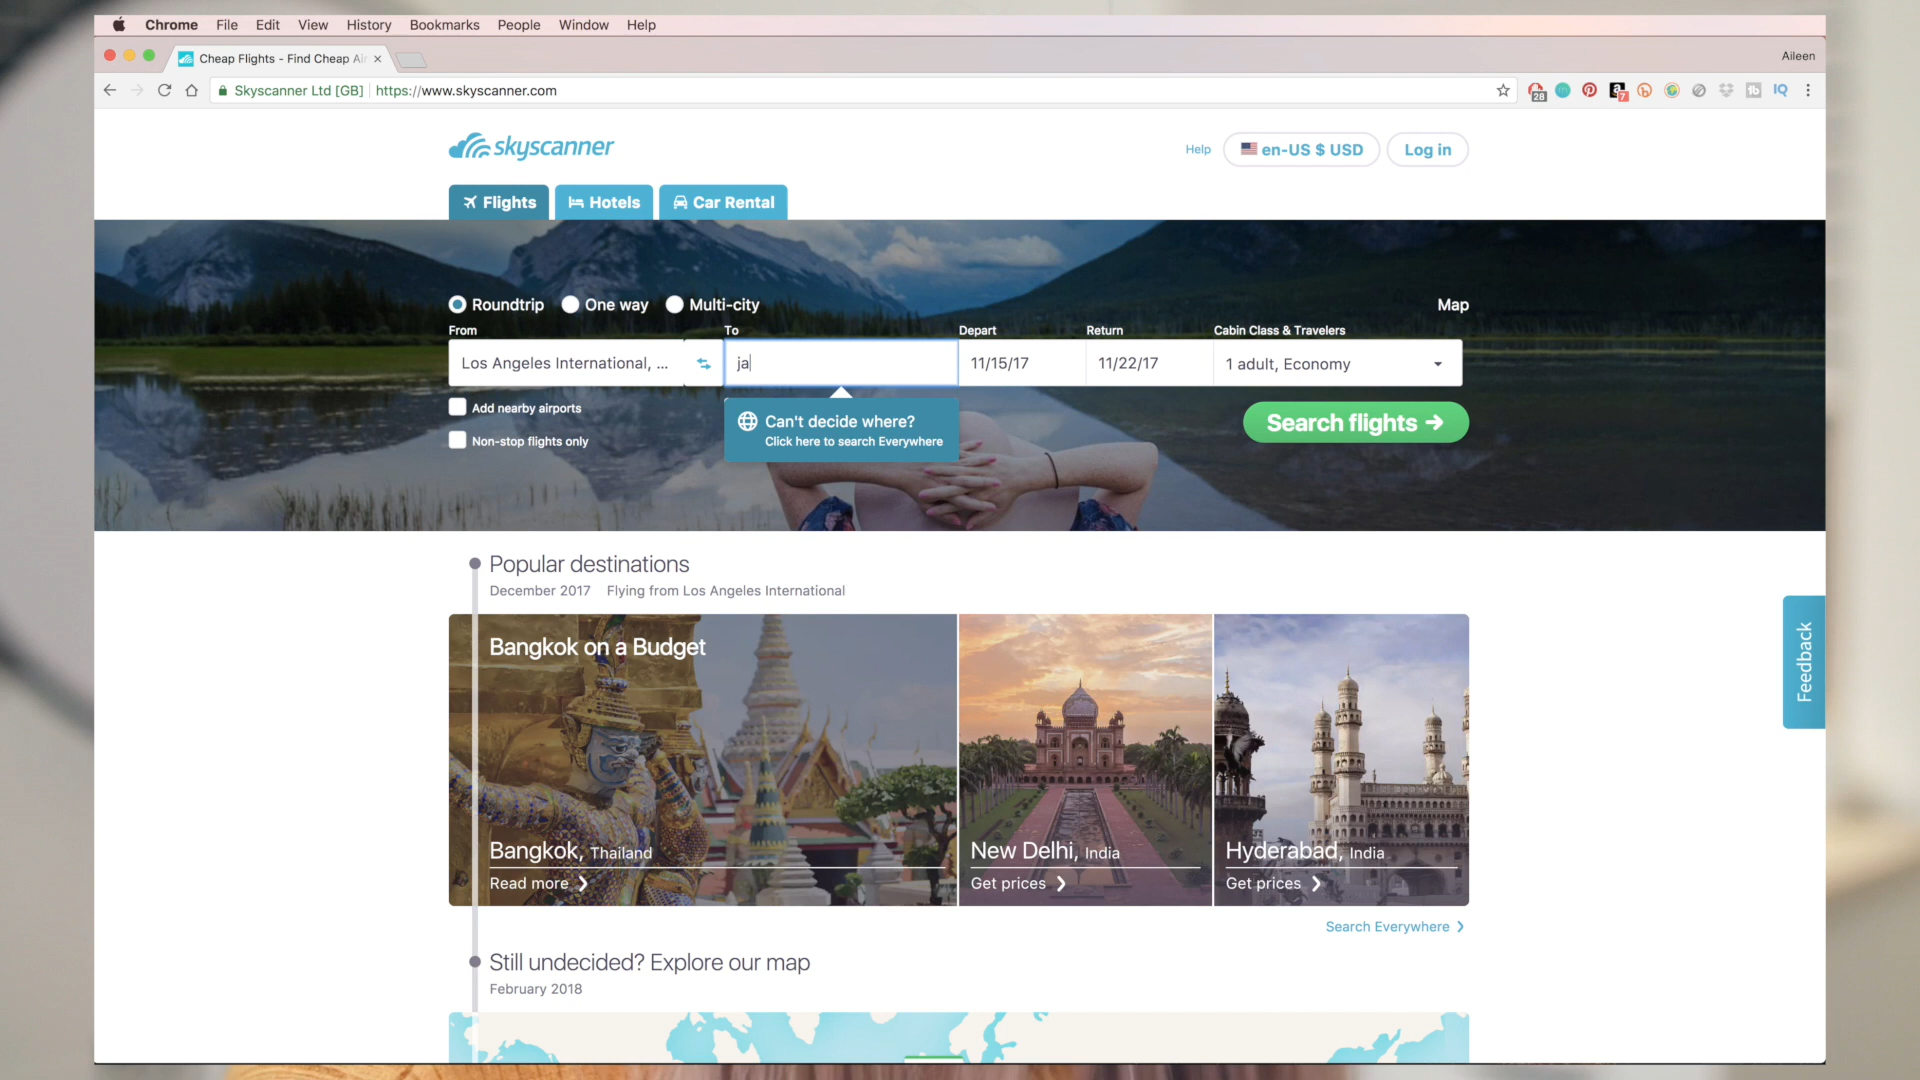 Chrome File Edit View History Bookmarks People Window Help
Cheap Flights - Find Cheap Air
Aileen
Skyscanner Ltd [GB] https://www.skyscanner.com
28
7
IQ
skyscanner
Help en-US $ USD Log in
Flights Hotels Car Rental
Roundtrip One way Multi-city Map
From To Depart Return Cabin Class & Travelers
Los Angeles International, ... ja 11/15/17 11/22/17 1 adult, Economy
Add nearby airports
Non-stop flights only
Can't decide where?
Click here to search Everywhere
Search flights
Popular destinations
December 2017 Flying from Los Angeles International
Bangkok on a Budget
Bangkok, Thailand
Read more
New Delhi, India
Get prices
Hyderabad, India
Get prices
Search Everywhere
Feedback
Still undecided? Explore our map
February 2018